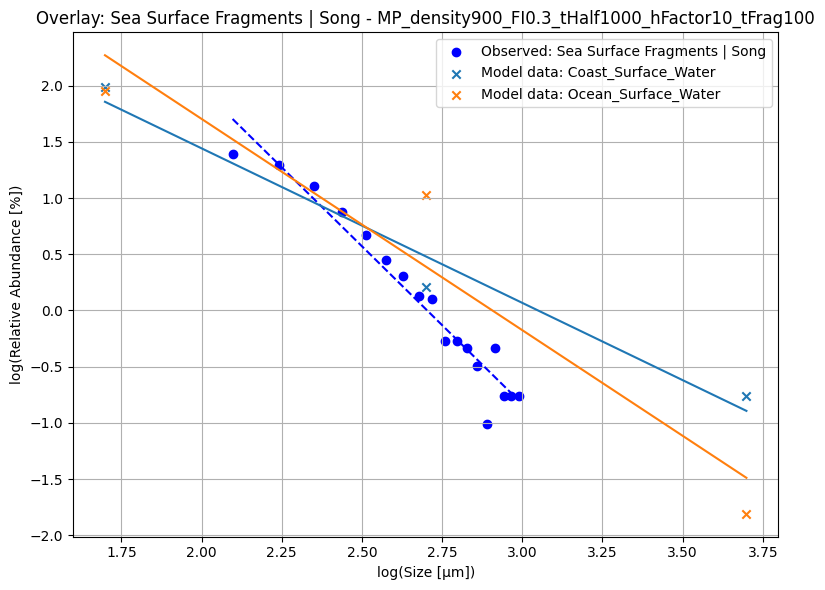 Overlay: Sea Surface Fragments | Song - MP_density900_FI0.3_tHalf1000_hFactor10_tFrag100
Observed: Sea Surface Fragments | Song
Model data: Coast_Surface_Water
Model data: Ocean_Surface_Water
log(Relative Abundance [%])
2.0
1.5
1.0
0.5
0.0
−0.5
−1.0
−1.5
−2.0
1.75 2.00 2.25 2.50 2.75 3.00 3.25 3.50 3.75
log(Size [µm])